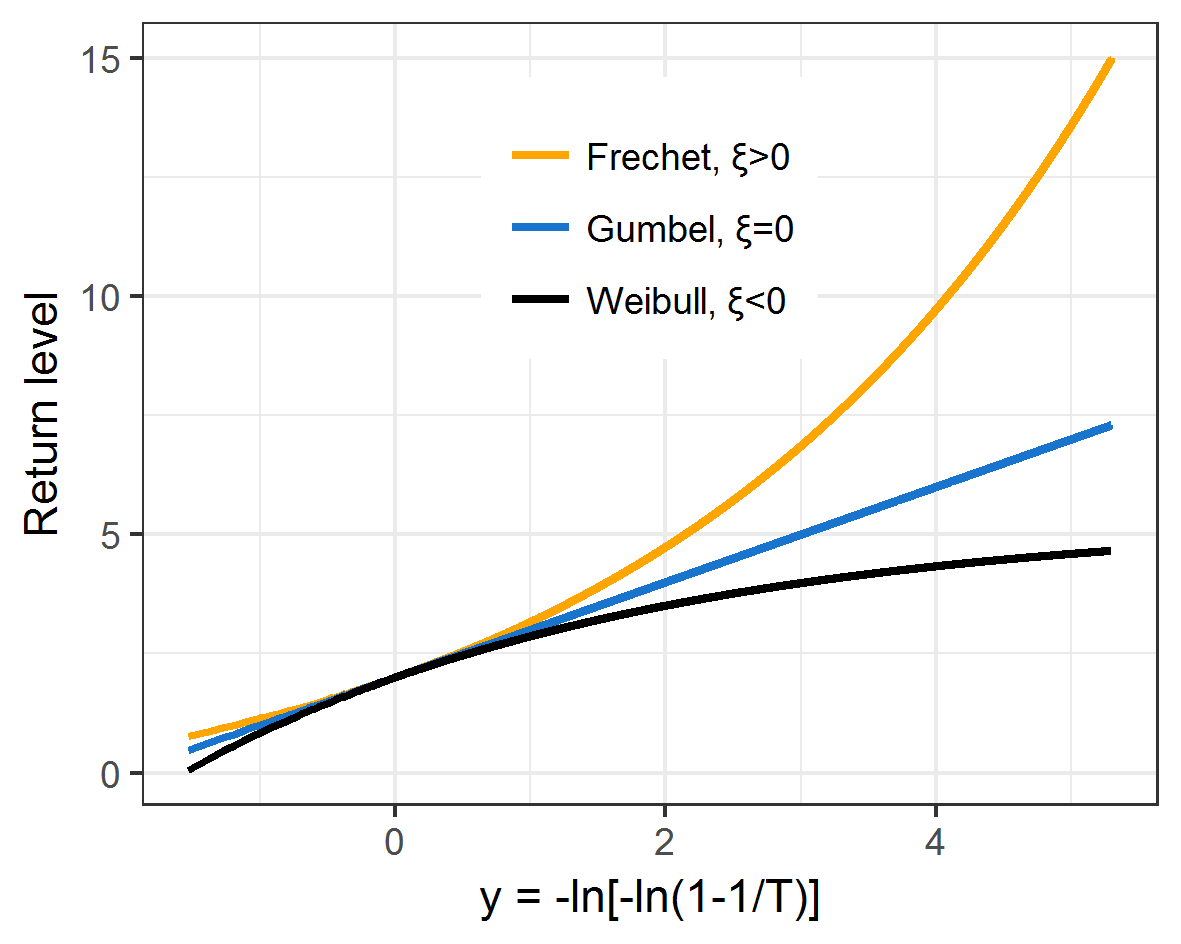 15
10
5
0
Return level
Frechet, ξ>0
Gumbel, ξ=0
Weibull, ξ<0
0 2 4
y = -ln[-ln(1-1/T)]